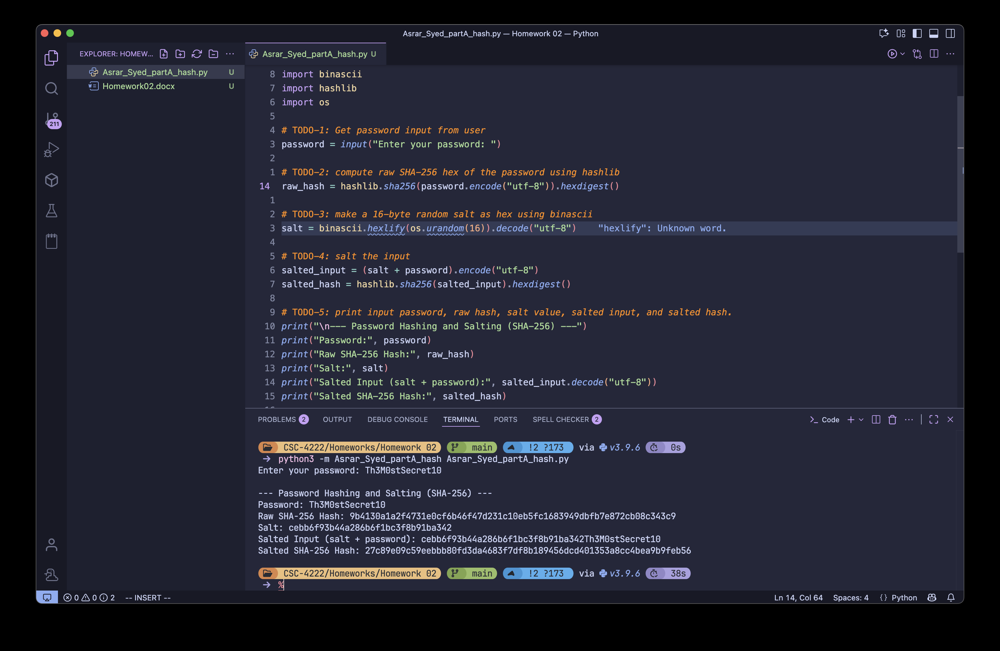 Asrar_Syed_partA_hash.py — Homework 02 — Python
EXPLORER: HOMEW...
Asrar_Syed_partA_hash.py U
Homework02.docx U
211
Asrar_Syed_partA_hash.py U
8 import binascii
7 import hashlib
6 import os
5
4 # TODO-1: Get password input from user
3 password = input("Enter your password: ")
2
1 # TODO-2: compute raw SHA-256 hex of the password using hashlib
14 raw_hash = hashlib.sha256(password.encode("utf-8")).hexdigest()
1
2 # TODO-3: make a 16-byte random salt as hex using binascii
3 salt = binascii.hexlify(os.urandom(16)).decode("utf-8") "hexlify": Unknown word.
4
5 # TODO-4: salt the input
6 salted_input = (salt + password).encode("utf-8")
7 salted_hash = hashlib.sha256(salted_input).hexdigest()
8
9 # TODO-5: print input password, raw hash, salt value, salted input, and salted hash.
10 print("\n--- Password Hashing and Salting (SHA-256) ---")
11 print("Password:", password)
12 print("Raw SHA-256 Hash:", raw_hash)
13 print("Salt:", salt)
14 print("Salted Input (salt + password):", salted_input.decode("utf-8"))
15 print("Salted SHA-256 Hash:", salted_hash)
PROBLEMS 2 OUTPUT DEBUG CONSOLE TERMINAL PORTS SPELL CHECKER 2 Code
CSC-4222/Homeworks/Homework 02 main !2 ?173 via v3.9.6 0s
→ python3 -m Asrar_Syed_partA_hash Asrar_Syed_partA_hash.py
Enter your password: Th3M0stSecret10
--- Password Hashing and Salting (SHA-256) ---
Password: Th3M0stSecret10
Raw SHA-256 Hash: 9b4130a1a2f4731e0cf6b46f47d231c10eb5fc1683949dbfb7e872cb08c343c9
Salt: cebb6f93b44a286b6f1bc3f8b91ba342
Salted Input (salt + password): cebb6f93b44a286b6f1bc3f8b91ba342Th3M0stSecret10
Salted SHA-256 Hash: 27c89e09c59eebbb80fd3da4683f7df8b189456dcd401353a8cc4bea9b9feb56
CSC-4222/Homeworks/Homework 02 main !2 ?173 via v3.9.6 38s
→ %
0 0 2 -- INSERT -- Ln 14, Col 64 Spaces: 4 {} Python